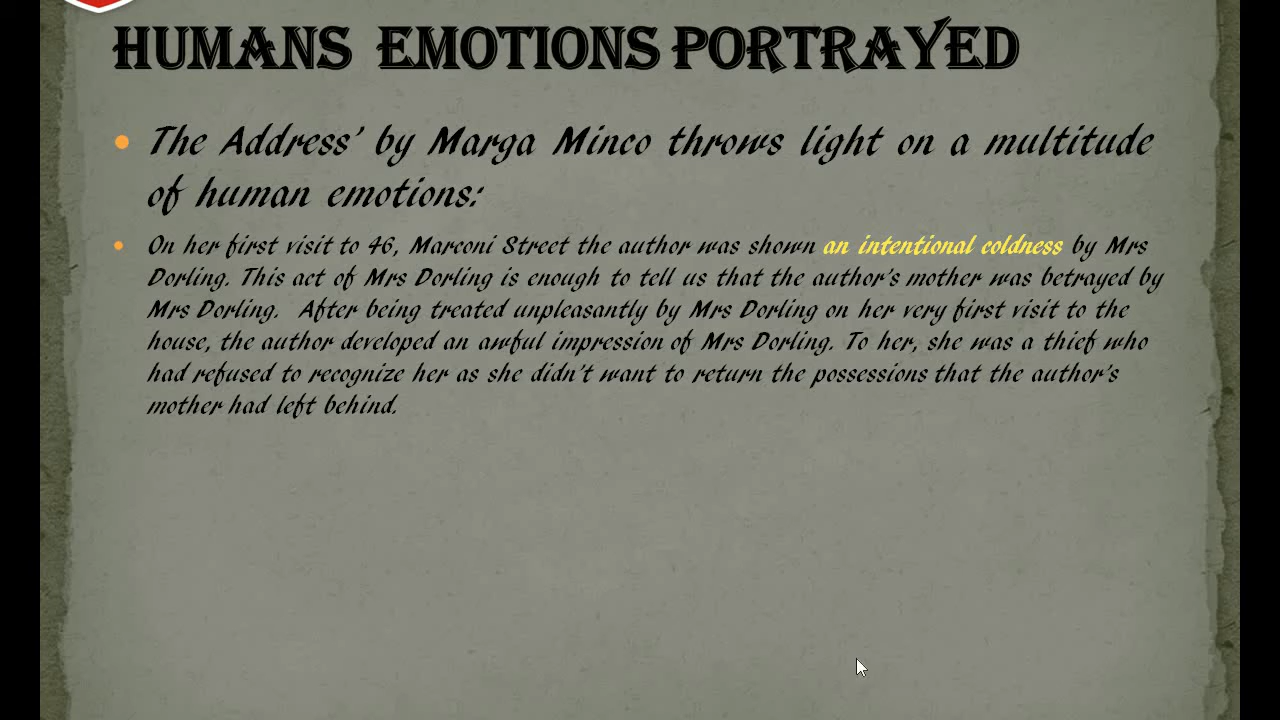 HUMANS EMOTIONS PORTRAYED
The Address' by Marga Minco throws light on a multitude
of human emotions:
On her first visit to 46, Marconi Street the author was shown an intentional coldness by Mrs
Dorling. This act of Mrs Dorling is enough to tell us that the author's mother was betrayed by
Mrs Dorling. After being treated unpleasantly by Mrs Dorling on her very first visit to the
house, the author developed an awful impression of Mrs Dorling. To her, she was a thief who
had refused to recognize her as she didn't want to return the possessions that the author's
mother had left behind.